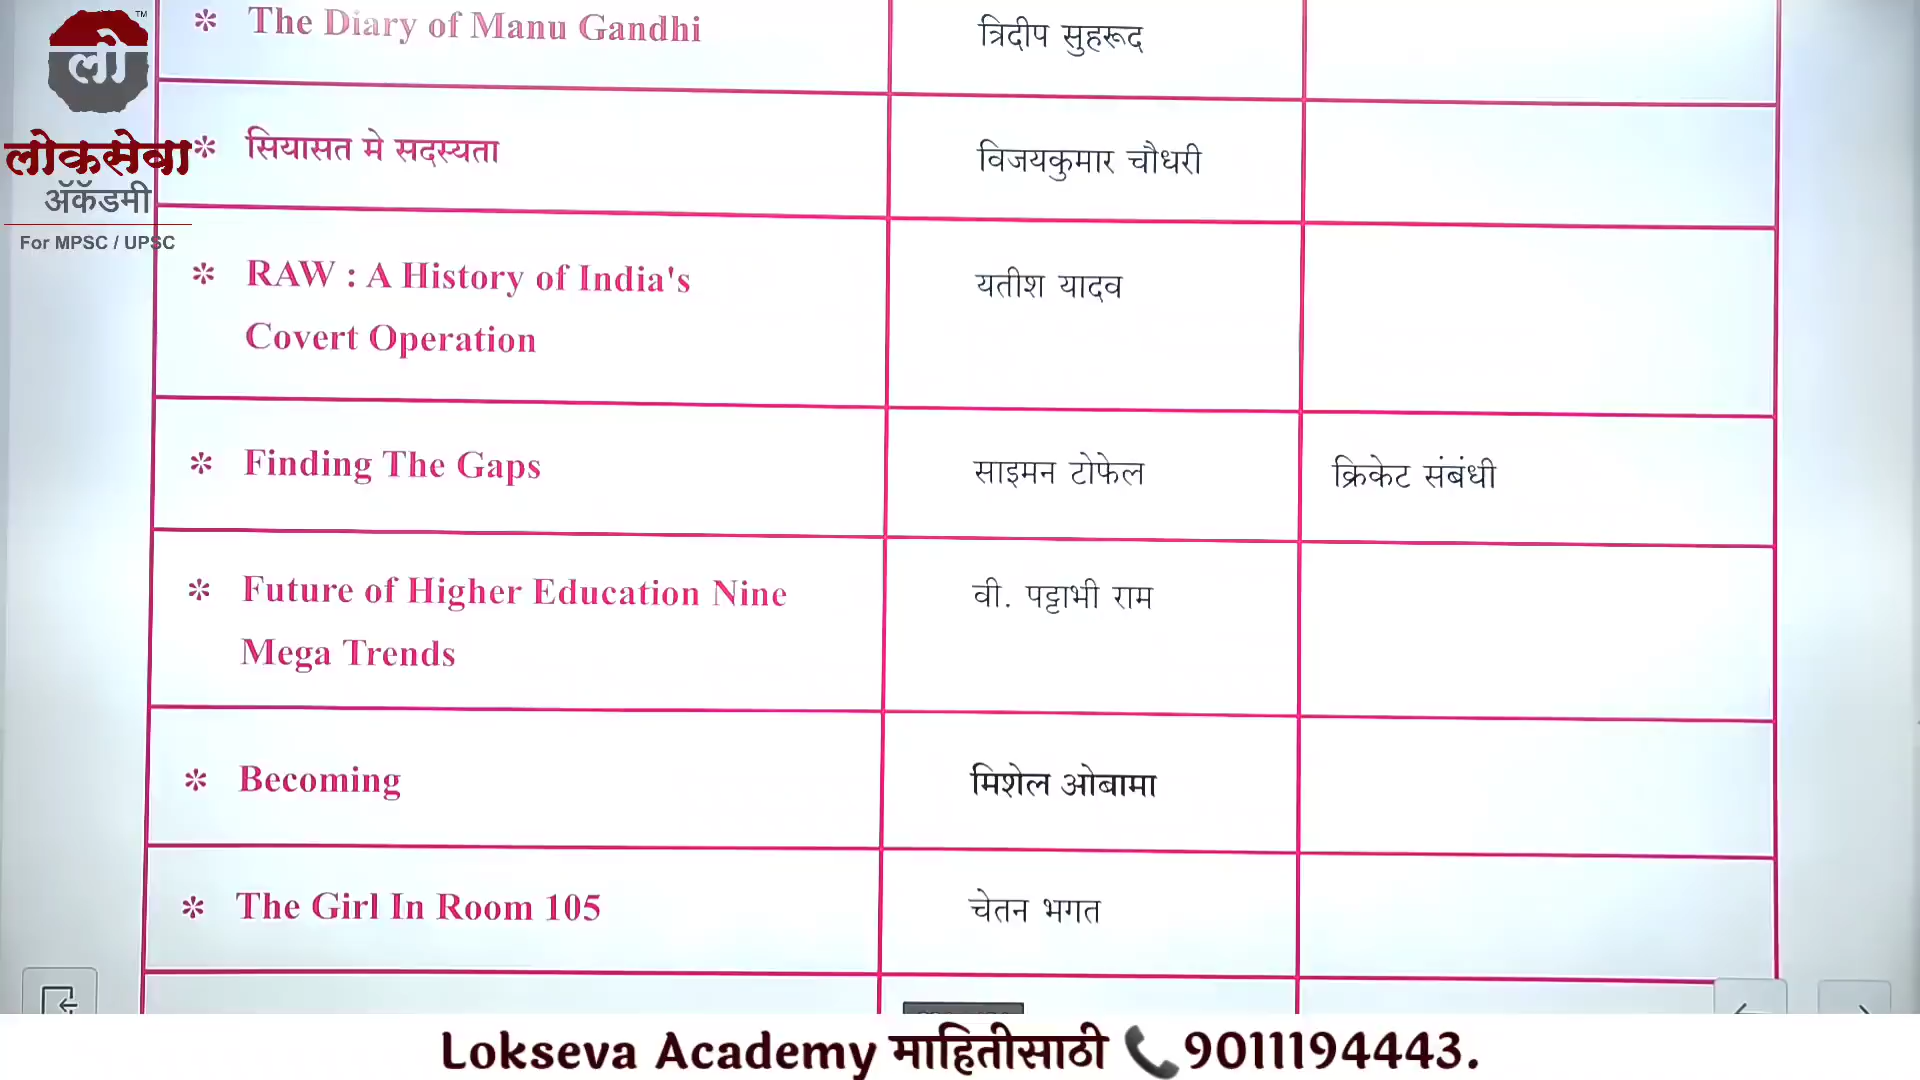 ™
लो
लोकसेवा
ॲकॅडमी
For MPSC / UPSC
* The Diary of Manu Gandhi त्रिदीप सुहरूद
* सियासत मे सदस्यता विजयकुमार चौधरी
* RAW : A History of India's यतीश यादव
Covert Operation
* Finding The Gaps साइमन टोफेल क्रिकेट संबंधी
* Future of Higher Education Nine वी. पट्टाभी राम
Mega Trends
* Becoming मिशेल ओबामा
* The Girl In Room 105 चेतन भगत
Lokseva Academy माहितीसाठी 📞9011194443.